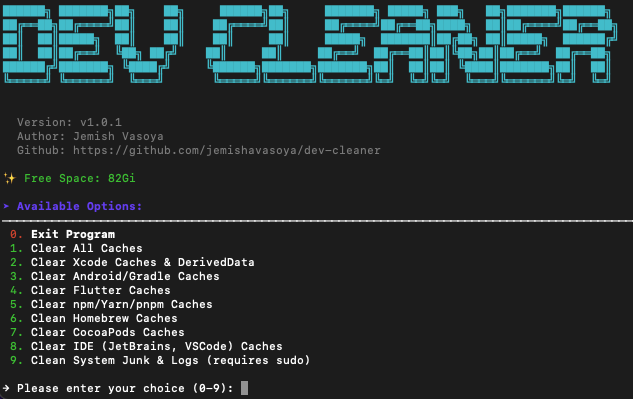 DEV CLEANER
Version: v1.0.1
Author: Jemish Vasoya
Github: https://github.com/jemishavasoya/dev-cleaner
✨ Free Space: 82Gi
➤ Available Options:
0. Exit Program
1. Clear All Caches
2. Clear Xcode Caches & DerivedData
3. Clear Android/Gradle Caches
4. Clear Flutter Caches
5. Clear npm/Yarn/pnpm Caches
6. Clean Homebrew Caches
7. Clear CocoaPods Caches
8. Clear IDE (JetBrains, VSCode) Caches
9. Clean System Junk & Logs (requires sudo)
➔ Please enter your choice (0-9):